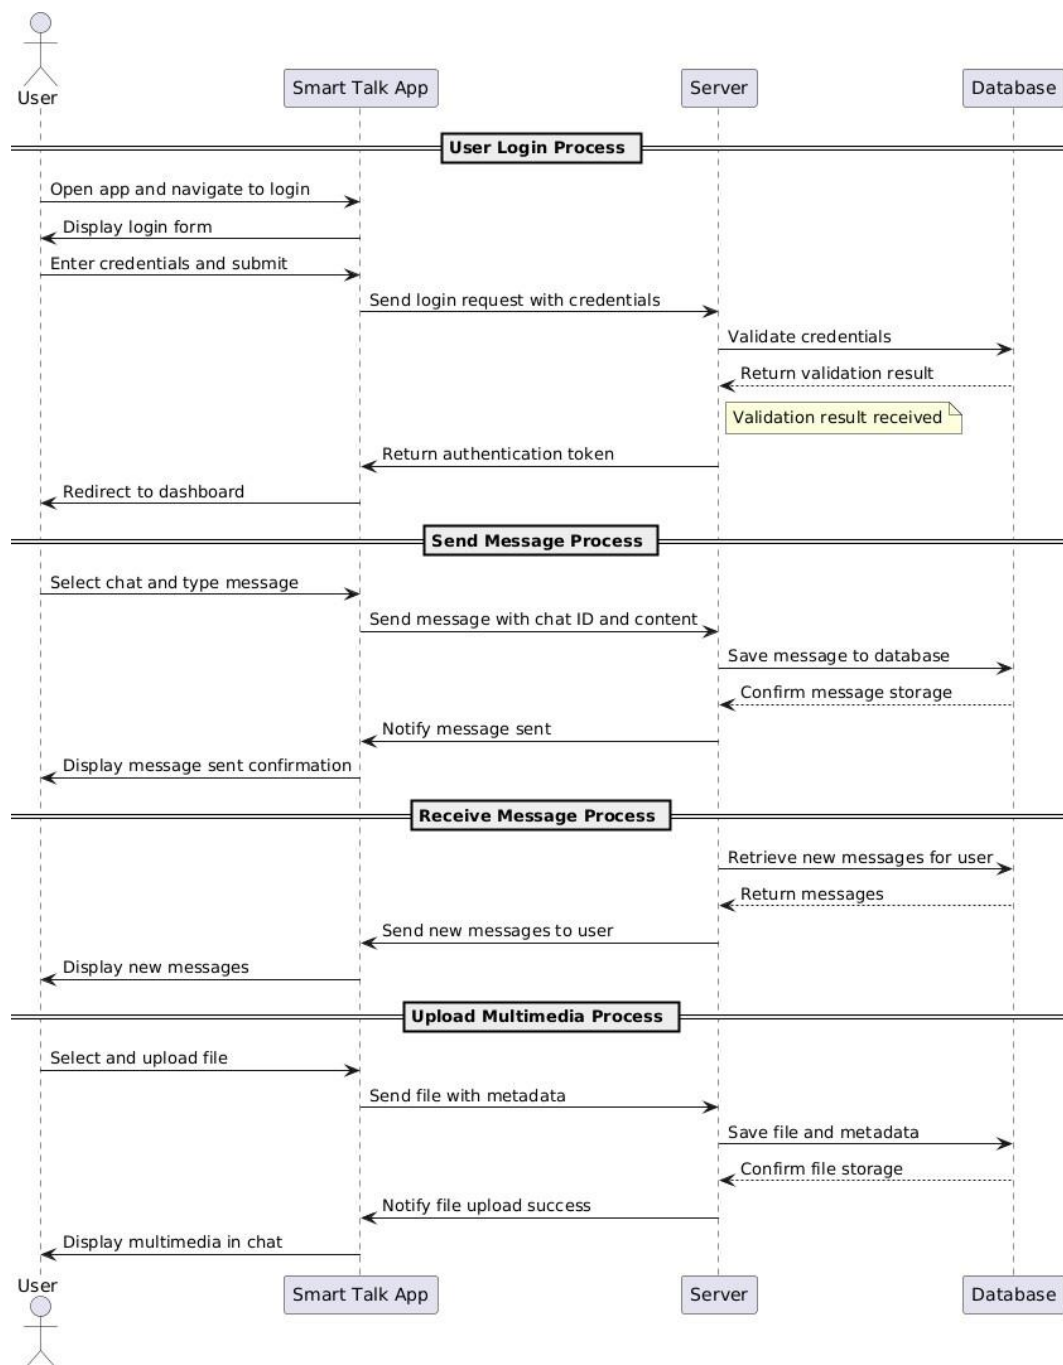 User
Smart Talk App
Server
Database
User Login Process
Open app and navigate to login
Display login form
Enter credentials and submit
Send login request with credentials
Validate credentials
Return validation result
Validation result received
Return authentication token
Redirect to dashboard
Send Message Process
Select chat and type message
Send message with chat ID and content
Save message to database
Confirm message storage
Notify message sent
Display message sent confirmation
Receive Message Process
Retrieve new messages for user
Return messages
Send new messages to user
Display new messages
Upload Multimedia Process
Select and upload file
Send file with metadata
Save file and metadata
Confirm file storage
Notify file upload success
Display multimedia in chat
User
Smart Talk App
Server
Database